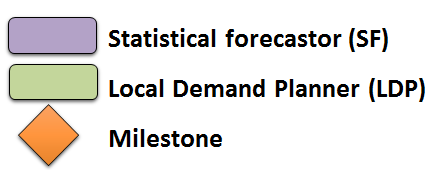 Statistical forecastor (SF)
Local Demand Planner (LDP)
Milestone